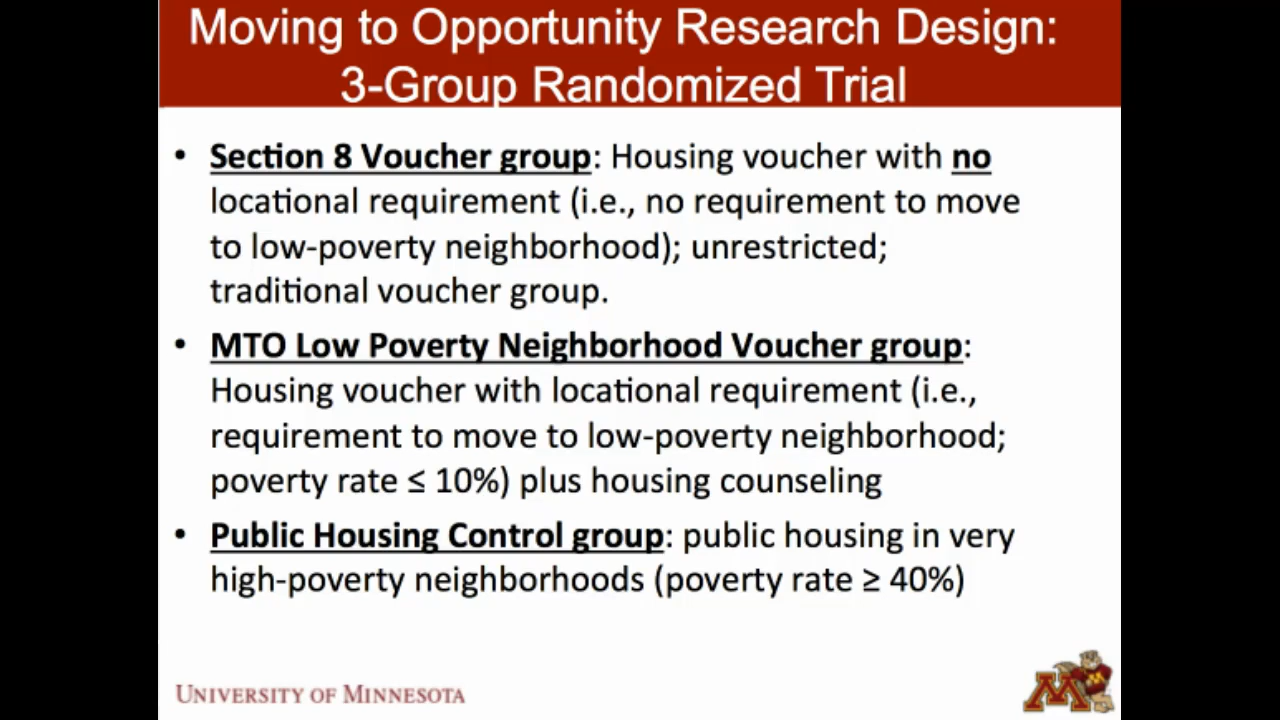 Moving to Opportunity Research Design:
3-Group Randomized Trial
• Section 8 Voucher group: Housing voucher with no
locational requirement (i.e., no requirement to move
to low-poverty neighborhood); unrestricted;
traditional voucher group.
• MTO Low Poverty Neighborhood Voucher group:
Housing voucher with locational requirement (i.e.,
requirement to move to low-poverty neighborhood;
poverty rate ≤ 10%) plus housing counseling
• Public Housing Control group: public housing in very
high-poverty neighborhoods (poverty rate ≥ 40%)
UNIVERSITY OF MINNESOTA
M